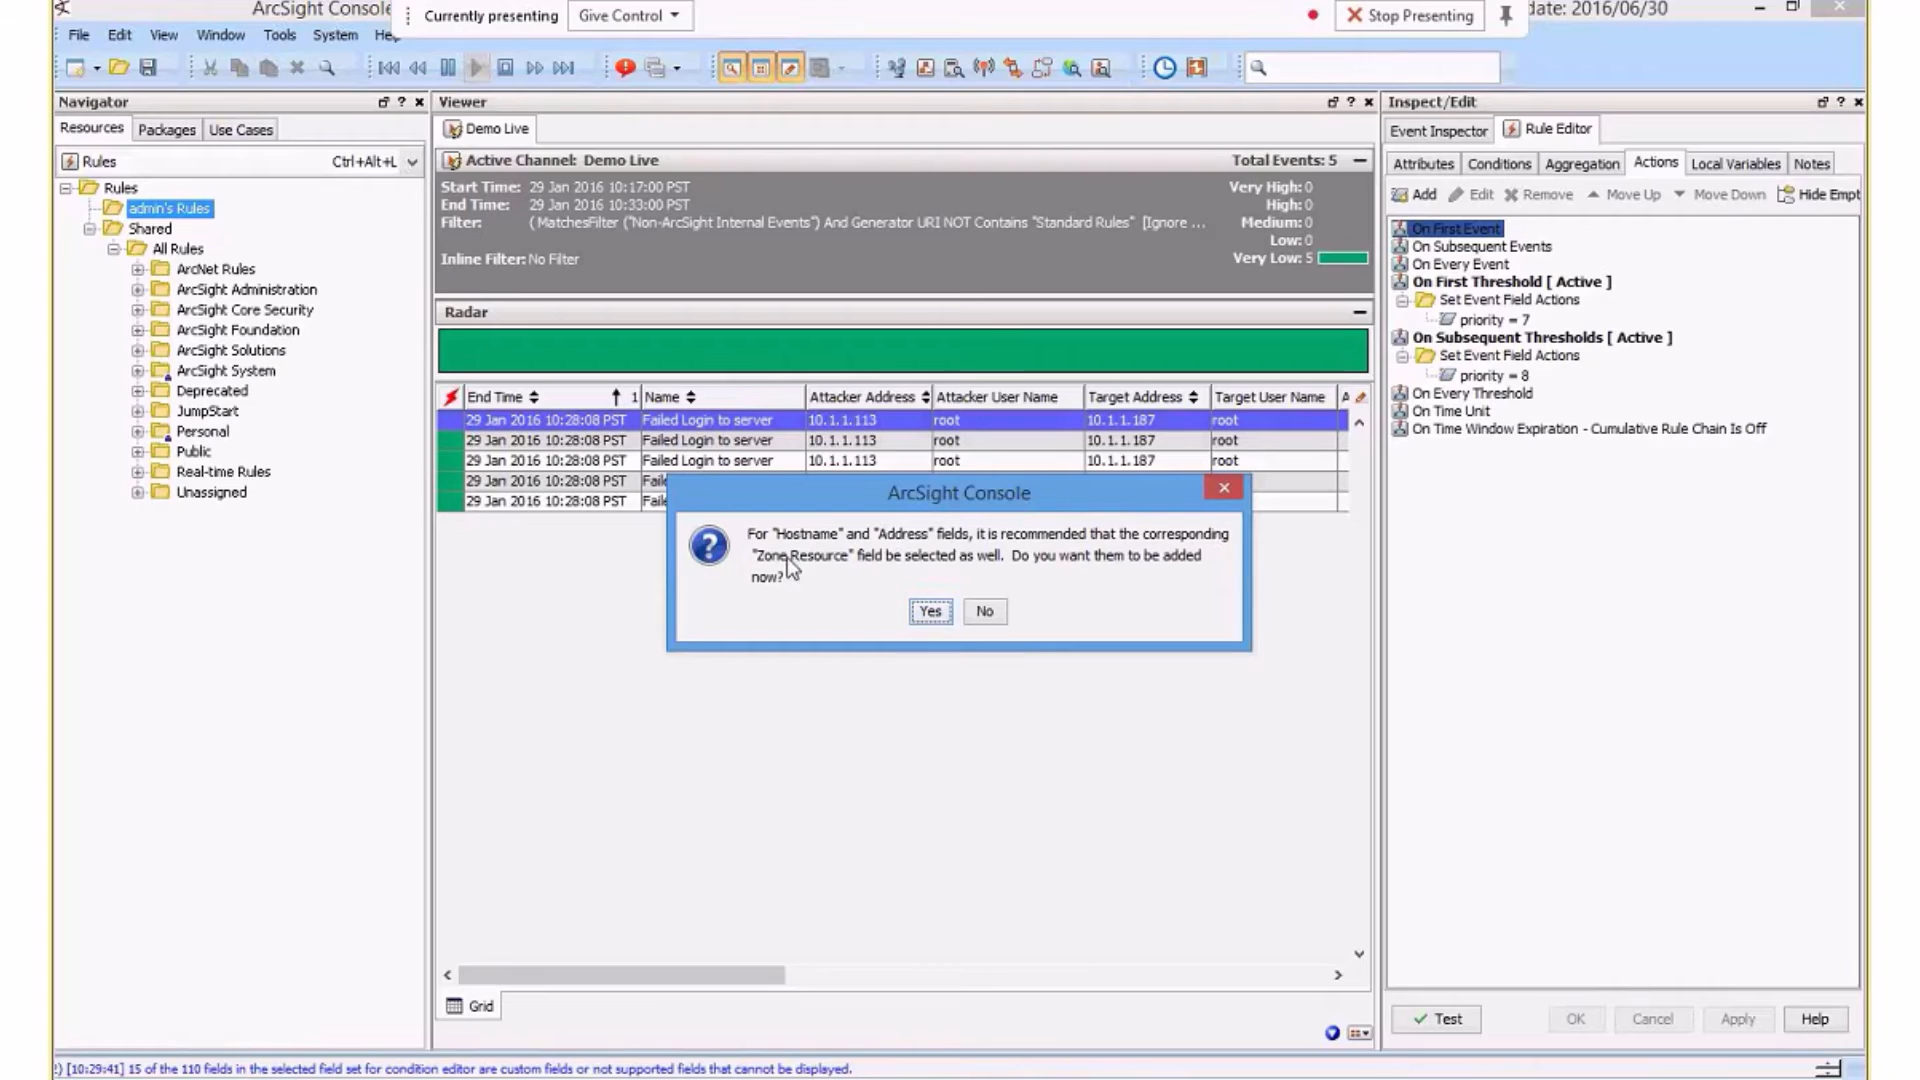 ArcSight Console
Currently presenting
Give Control
Stop Presenting
date: 2016/06/30
File Edit View Window Tools System
Navigator
Resources Packages Use Cases
Rules Ctrl+Alt+L
Rules
admin's Rules
Shared
All Rules
ArcNet Rules
ArcSight Administration
ArcSight Core Security
ArcSight Foundation
ArcSight Solutions
ArcSight System
Deprecated
JumpStart
Personal
Public
Real-time Rules
Unassigned
Viewer
Demo Live
Active Channel: Demo Live Total Events: 5
Start Time: 29 Jan 2016 10:17:00 PST Very High: 0
End Time: 29 Jan 2016 10:33:00 PST High: 0
Filter: ( MatchesFilter ("Non-ArcSight Internal Events") And Generator URI NOT Contains "Standard Rules" [Ignore ... Medium: 0
Low: 0
Inline Filter: No Filter Very Low: 5
Radar
End Time 1 Name Attacker Address Attacker User Name Target Address Target User Name A
29 Jan 2016 10:28:08 PST Failed Login to server 10.1.1.113 root 10.1.1.187 root
29 Jan 2016 10:28:08 PST Failed Login to server 10.1.1.113 root 10.1.1.187 root
29 Jan 2016 10:28:08 PST Failed Login to server 10.1.1.113 root 10.1.1.187 root
29 Jan 2016 10:28:08 PST Faile
29 Jan 2016 10:28:08 PST Faile
ArcSight Console
For "Hostname" and "Address" fields, it is recommended that the corresponding
"Zone Resource" field be selected as well. Do you want them to be added
now?
Yes No
Grid
Inspect/Edit
Event Inspector Rule Editor
Attributes Conditions Aggregation Actions Local Variables Notes
Add Edit Remove Move Up Move Down Hide Empt
On First Event
On Subsequent Events
On Every Event
On First Threshold [ Active ]
Set Event Field Actions
priority = 7
On Subsequent Thresholds [ Active ]
Set Event Field Actions
priority = 8
On Every Threshold
On Time Unit
On Time Window Expiration - Cumulative Rule Chain Is Off
Test OK Cancel Apply Help
:) [10:29:41] 15 of the 110 fields in the selected field set for condition editor are custom fields or not supported fields that cannot be displayed.